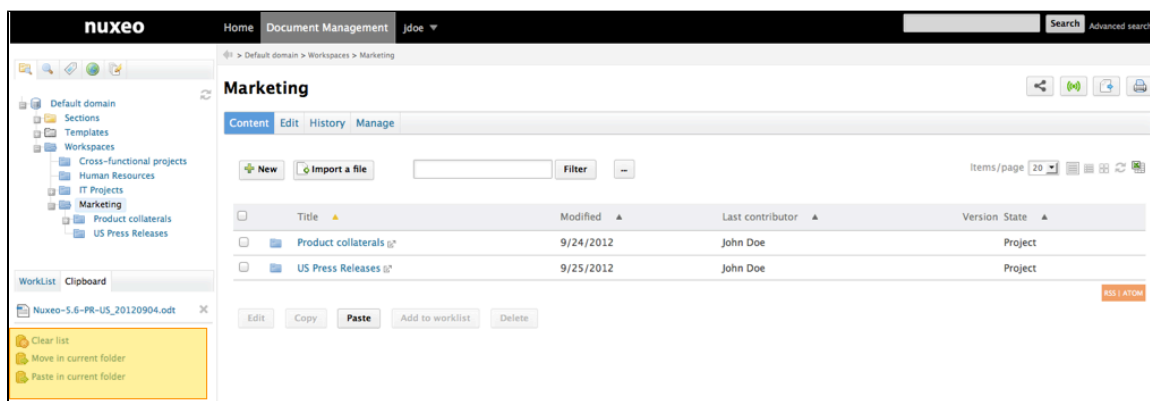 nuxeo
Home Document Management jdoe
Search Advanced search
> Default domain > Workspaces > Marketing
Default domain
Sections
Templates
Workspaces
Cross-functional projects
Human Resources
IT Projects
Marketing
Product collaterals
US Press Releases
WorkList Clipboard
Nuxeo-5.6-PR-US_20120904.odt
Clear list
Move in current folder
Paste in current folder
Marketing
Content Edit History Manage
New Import a file Filter ... Items/page 20
Title Modified Last contributor Version State
Product collaterals 9/24/2012 John Doe Project
US Press Releases 9/25/2012 John Doe Project
RSS | ATOM
Edit Copy Paste Add to worklist Delete